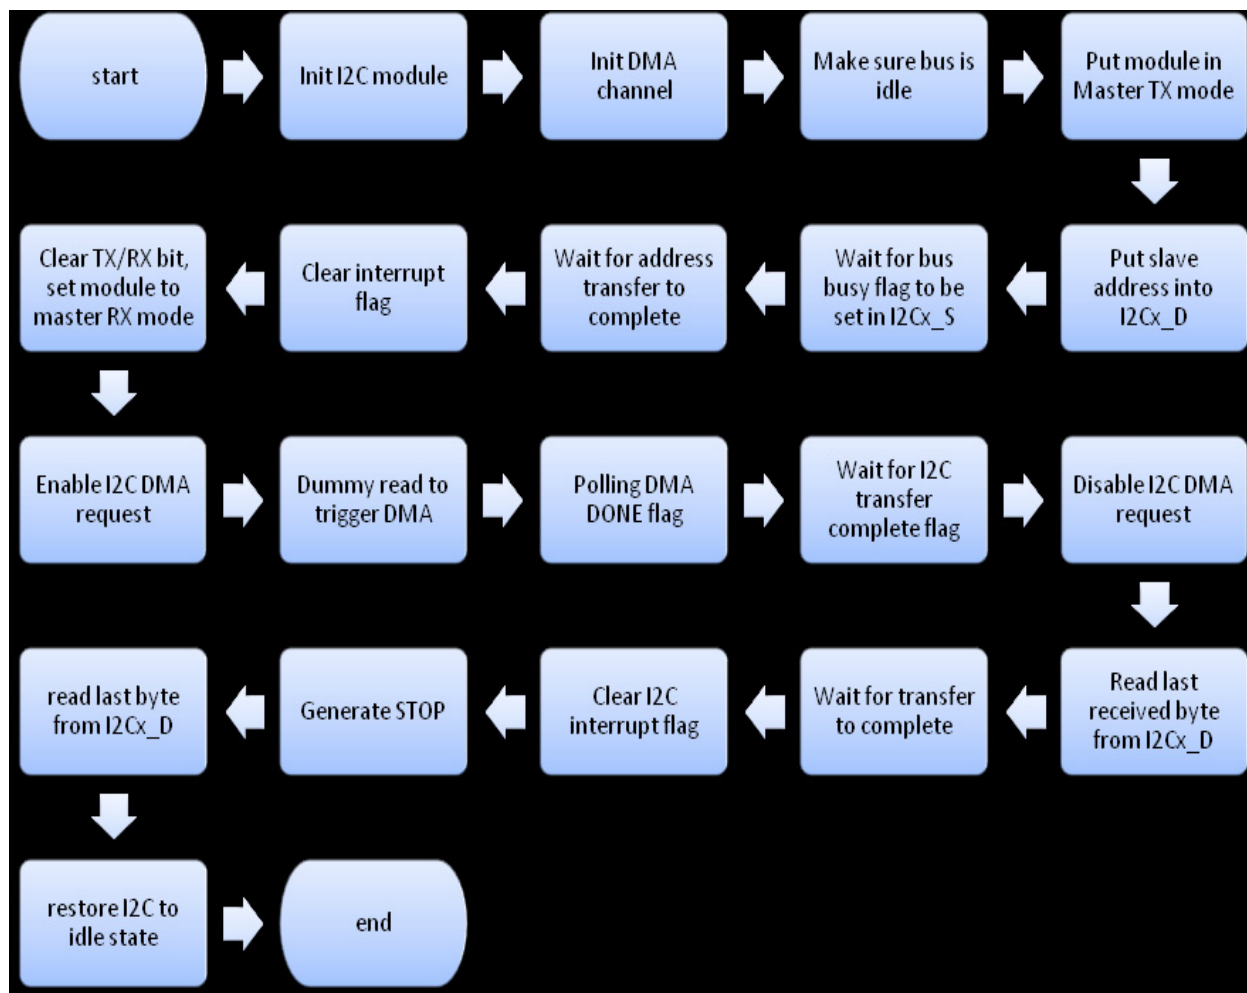 start
Init I2C module
Init DMA
channel
Make sure bus is
idle
Put module in
Master TX mode
Put slave
address into
I2Cx_D
Wait for bus
busy flag to be
set in I2Cx_S
Wait for address
transfer to
complete
Clear interrupt
flag
Clear TX/RX bit,
set module to
master RX mode
Enable I2C DMA
request
Dummy read to
trigger DMA
Polling DMA
DONE flag
Wait for I2C
transfer
complete flag
Disable I2C DMA
request
Read last
received byte
from I2Cx_D
Wait for transfer
to complete
Clear I2C
interrupt flag
Generate STOP
read last byte
from I2Cx_D
restore I2C to
idle state
end